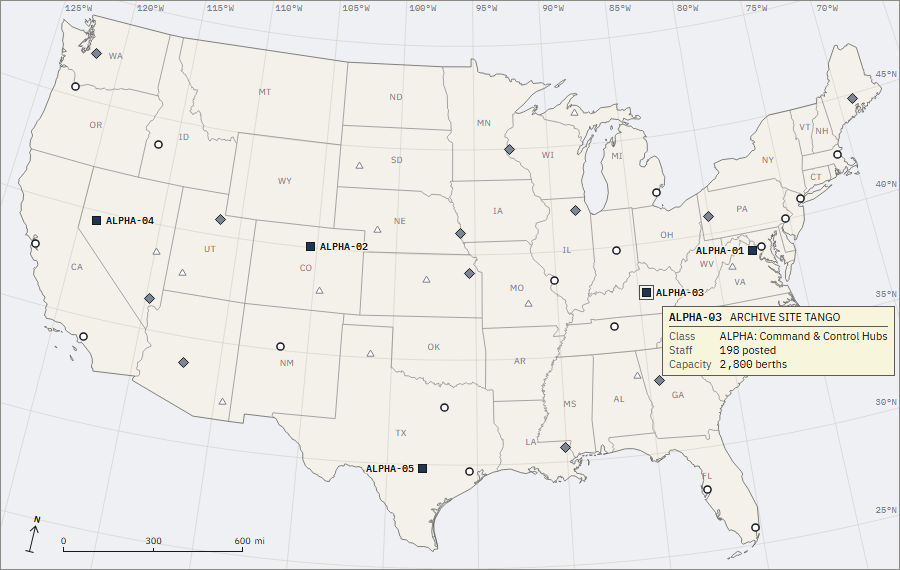 125°W 120°W 115°W 110°W 105°W 100°W 95°W 90°W 85°W 80°W 75°W 70°W
WA
45°N
MT
ND
MN
OR
ID
VT
NH
WI
MI
SD
NY
CT
WY
40°N
IA
PA
NE
ALPHA-04
OH
UT
ALPHA-02
IL
ALPHA-01
CA
CO
WV
VA
MO
ALPHA-03
35°N
ALPHA-03 ARCHIVE SITE TANGO
Class ALPHA: Command & Control Hubs
Staff 198 posted
Capacity 2,800 berths
OK
NM
AR
GA
AL
MS
30°N
TX
LA
ALPHA-05
FL
25°N
N
0 300 600 mi